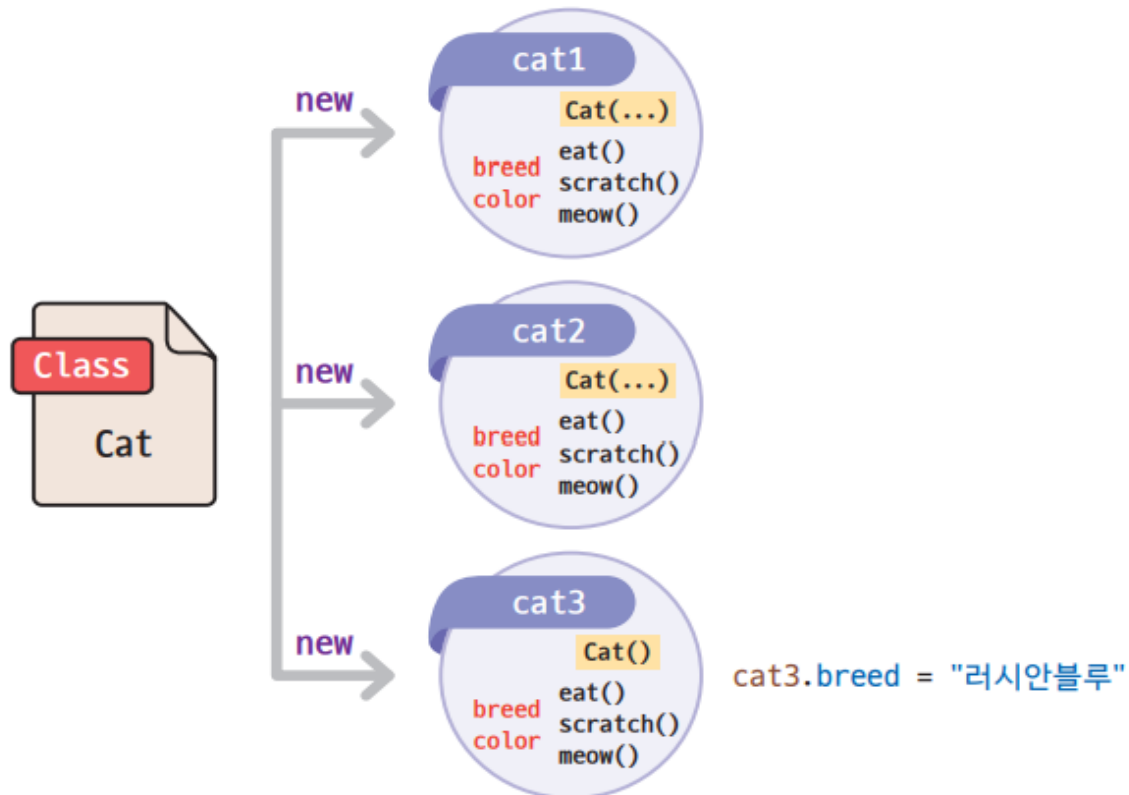 Class
Cat
new
cat1
Cat(...)
breed
color
eat()
scratch()
meow()
new
cat2
Cat(...)
breed
color
eat()
scratch()
meow()
new
cat3
Cat()
breed
color
eat()
scratch()
meow()
cat3.breed = "러시안블루"